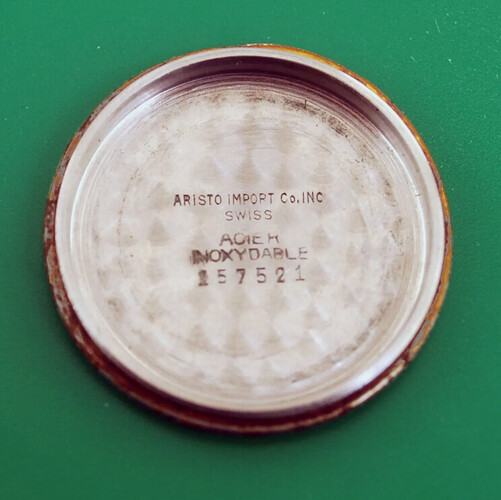 ARISTO IMPORT Co. INC
SWISS
ACIER
INOXYDABLE
157521